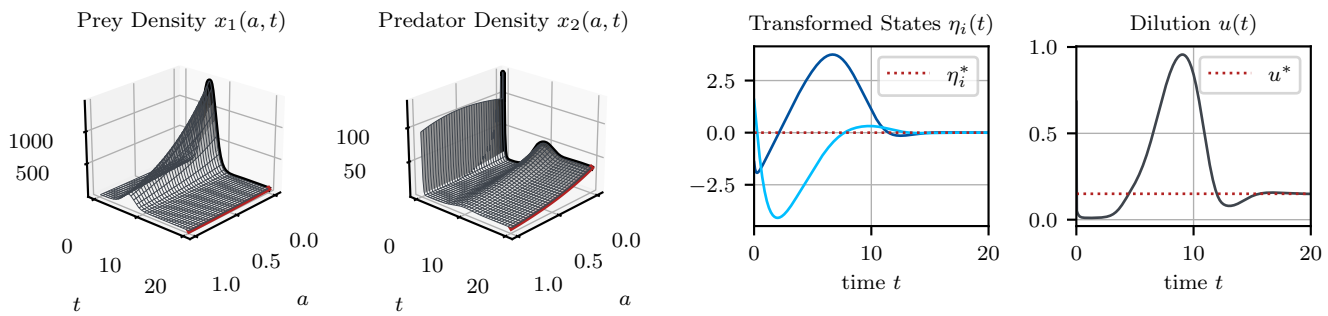 Prey Density x₁(a, t)
1000
500
0
10
20
t
0.0
0.5
1.0
a
Predator Density x₂(a, t)
100
50
0
10
20
t
0.0
0.5
1.0
a
Transformed States ηᵢ(t)
2.5
0.0
−2.5
0
10
20
time t
ηᵢ*
Dilution u(t)
1.0
0.5
0.0
0
10
20
time t
u*